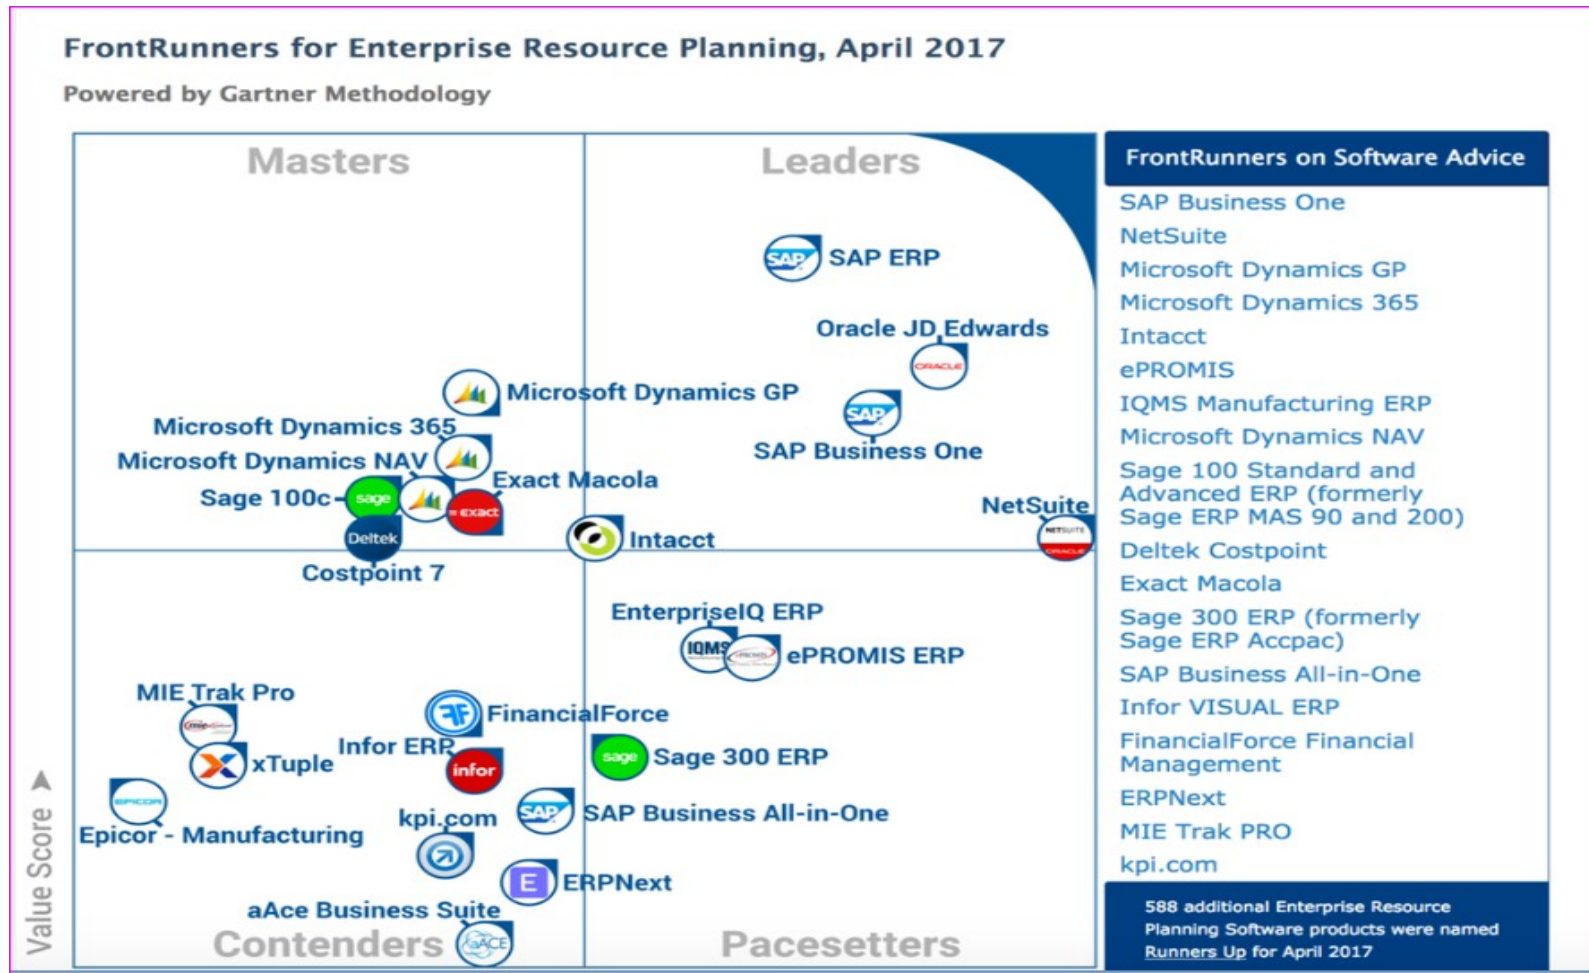 FrontRunners for Enterprise Resource Planning, April 2017
Powered by Gartner Methodology
Masters
Leaders
SAP
SAP ERP
Oracle JD Edwards
ORACLE
Microsoft Dynamics GP
SAP
SAP Business One
Microsoft Dynamics 365
Microsoft Dynamics NAV
Exact Macola
Sage 100c
sage
= exact
NetSuite
NETSUITE
ORACLE
Deltek
Costpoint 7
Intacct
EnterpriseIQ ERP
IQMS
ePROMIS ERP
MIE Trak Pro
mie
FinancialForce
Infor ERP
infor
xTuple
sage
Sage 300 ERP
EPICOR
Epicor - Manufacturing
kpi.com
SAP
SAP Business All-in-One
E
ERPNext
aAce Business Suite
aACE
Contenders
Pacesetters
Value Score
FrontRunners on Software Advice
SAP Business One
NetSuite
Microsoft Dynamics GP
Microsoft Dynamics 365
Intacct
ePROMIS
IQMS Manufacturing ERP
Microsoft Dynamics NAV
Sage 100 Standard and
Advanced ERP (formerly
Sage ERP MAS 90 and 200)
Deltek Costpoint
Exact Macola
Sage 300 ERP (formerly
Sage ERP Accpac)
SAP Business All-in-One
Infor VISUAL ERP
FinancialForce Financial
Management
ERPNext
MIE Trak PRO
kpi.com
588 additional Enterprise Resource
Planning Software products were named
Runners Up for April 2017